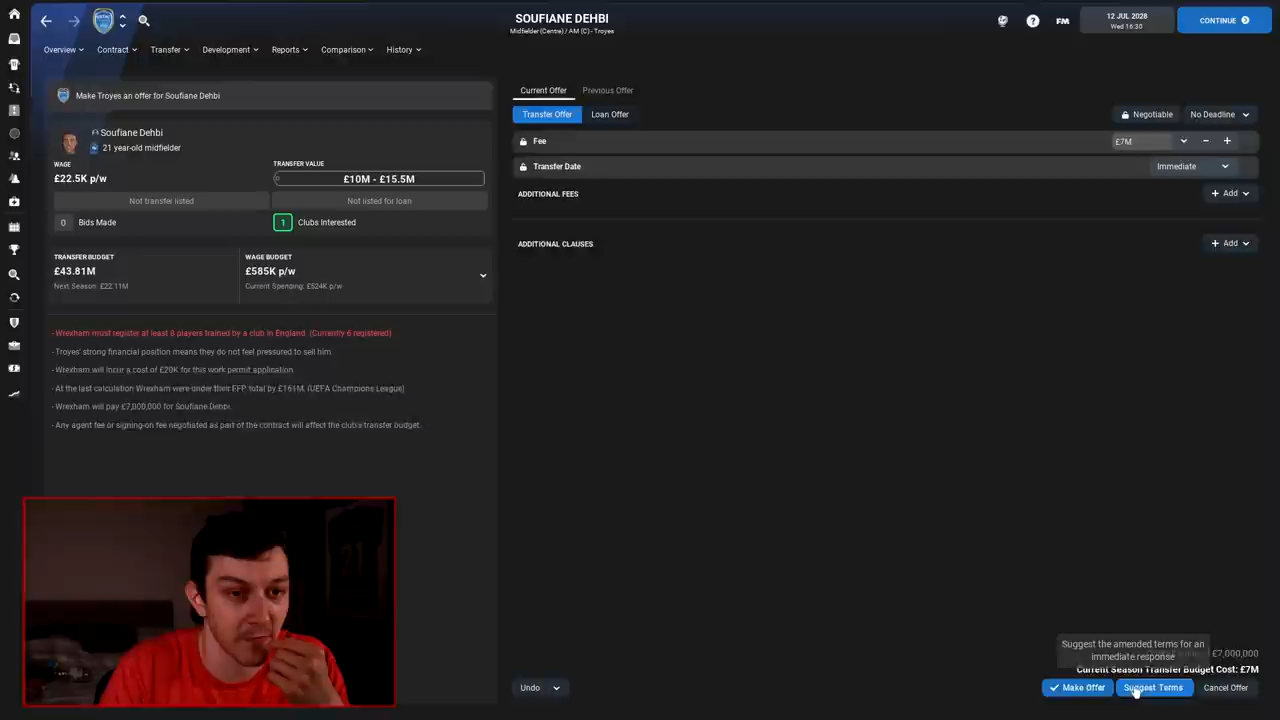 SOUFIANE DEHBI
Midfielder (Centre) / AM (C) - Troyes
FM
12 JUL 2028
Wed 16:30
CONTINUE
Overview
Contract
Transfer
Development
Reports
Comparison
History
Make Troyes an offer for Soufiane Dehbi
Soufiane Dehbi
21 year-old midfielder
WAGE
£22.5K p/w
TRANSFER VALUE
£10M - £15.5M
Not transfer listed
Not listed for loan
0 Bids Made
1 Clubs Interested
TRANSFER BUDGET
£43.81M
Next Season: £22.11M
WAGE BUDGET
£585K p/w
Current Spending: £524K p/w
- Wrexham must register at least 8 players trained by a club in England. (Currently 6 registered)
- Troyes' strong financial position means they do not feel pressured to sell him.
- Wrexham will incur a cost of £20K for this work permit application.
- At the last calculation Wrexham were under their FFP total by £161M. (UEFA Champions League)
- Wrexham will pay £7,000,000 for Soufiane Dehbi.
- Any agent fee or signing-on fee negotiated as part of the contract will affect the club's transfer budget.
Current Offer
Previous Offer
Transfer Offer
Loan Offer
Negotiable
No Deadline
Fee
£7M
Transfer Date
Immediate
ADDITIONAL FEES
+ Add
ADDITIONAL CLAUSES
+ Add
Suggest the amended terms for an
immediate response
£7,000,000
Current Season Transfer Budget Cost: £7M
Undo
Make Offer
Suggest Terms
Cancel Offer